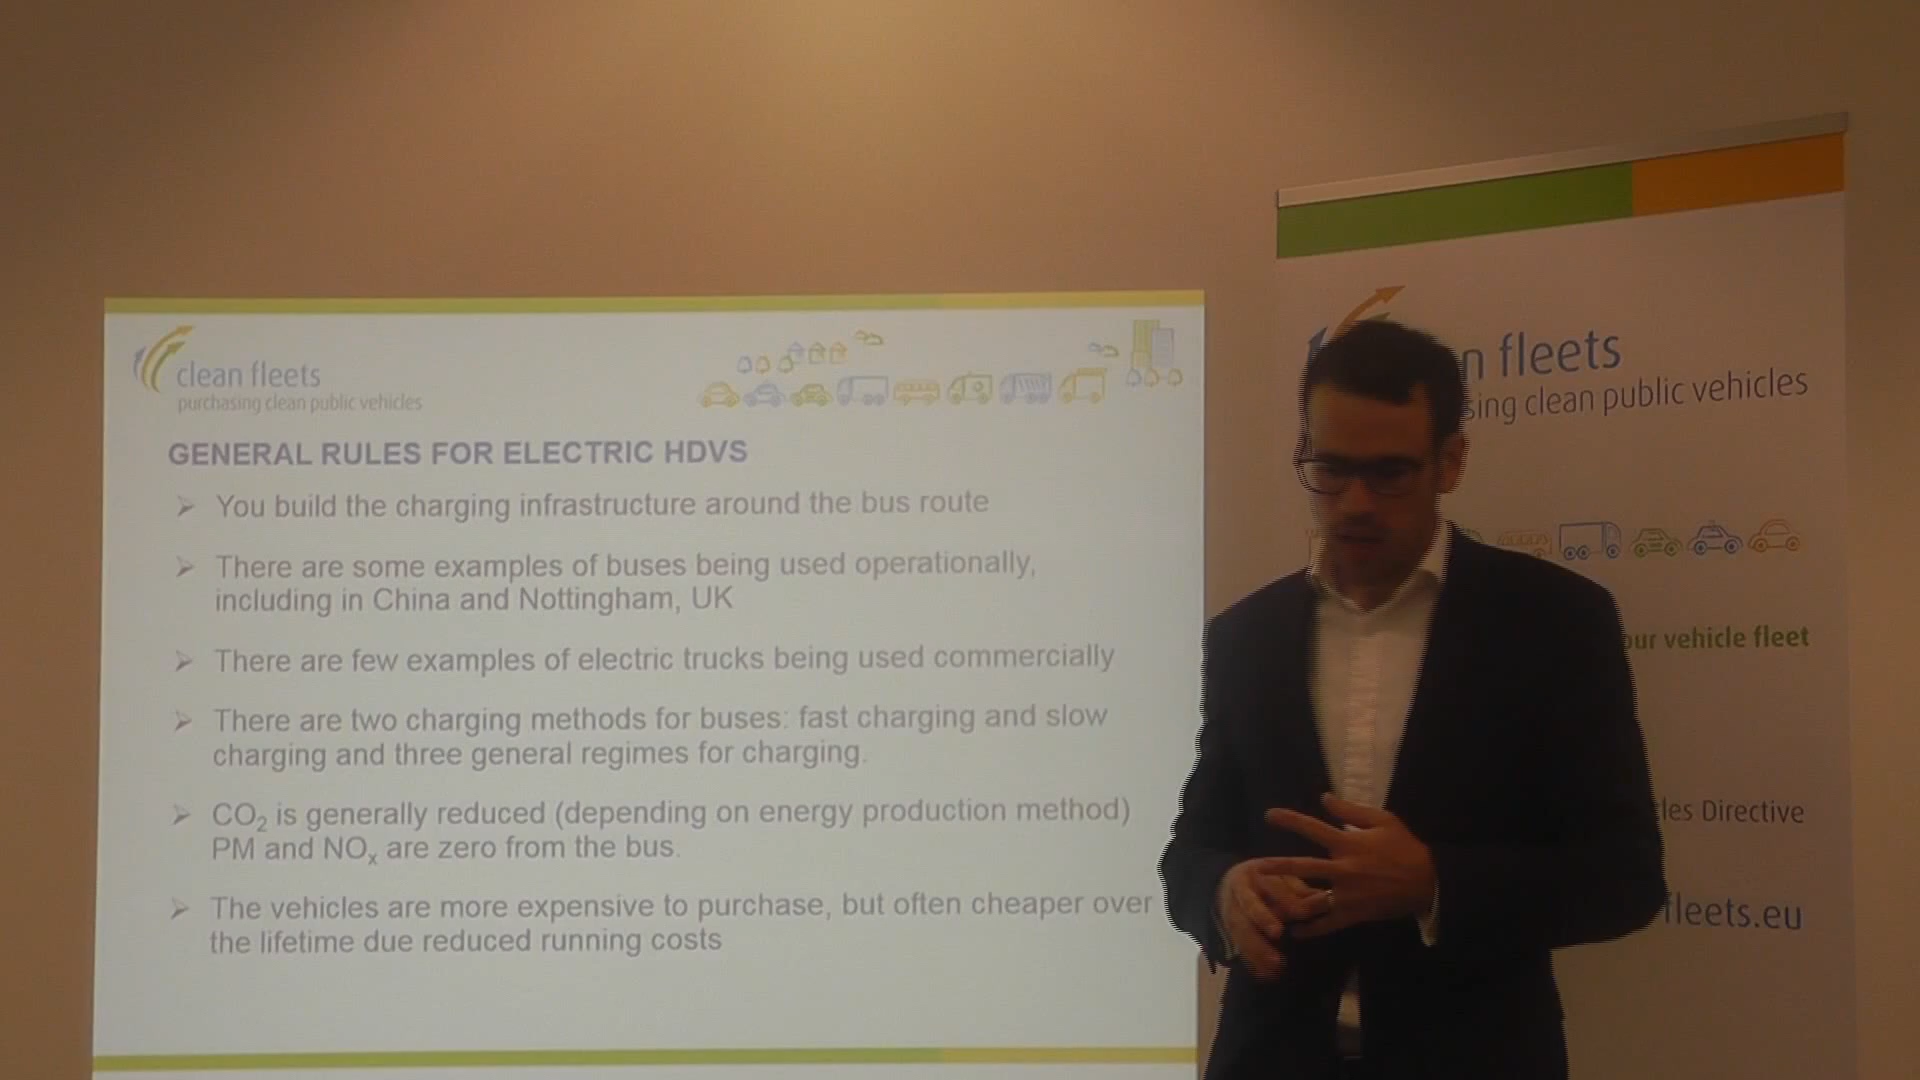 clean fleets
purchasing clean public vehicles
GENERAL RULES FOR ELECTRIC HDVS
➢ You build the charging infrastructure around the bus route
➢ There are some examples of buses being used operationally,
including in China and Nottingham, UK
➢ There are few examples of electric trucks being used commercially
➢ There are two charging methods for buses: fast charging and slow
charging and three general regimes for charging.
➢ CO₂ is generally reduced (depending on energy production method)
PM and NOₓ are zero from the bus.
➢ The vehicles are more expensive to purchase, but often cheaper over
the lifetime due reduced running costs
n fleets
sing clean public vehicles
our vehicle fleet
les Directive
fleets.eu